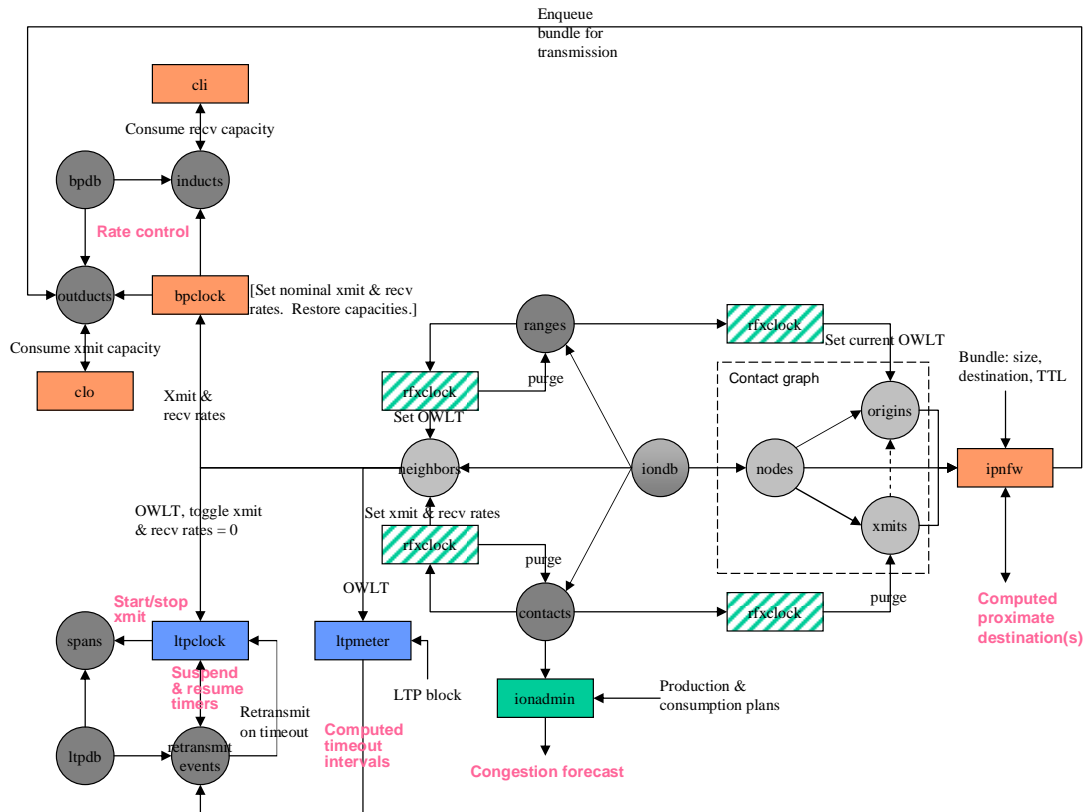 Enqueue
bundle for
transmission
cli
Consume recv capacity
bpdb
inducts
Rate control
outducts
bpclock
[Set nominal xmit & recv
rates.  Restore capacities.]
Consume xmit capacity
clo
Xmit &
recv rates
ranges
rfxclock
purge
Set OWLT
rfxclock
Set current OWLT
Contact graph
Bundle: size,
destination, TTL
origins
neighbors
iondb
nodes
ipnfw
xmits
OWLT, toggle xmit
& recv rates = 0
Set xmit & recv rates
rfxclock
purge
OWLT
contacts
rfxclock
purge
Computed
proximate
destination(s)
Start/stop
xmit
spans
ltpclock
ltpmeter
Suspend
& resume
timers
LTP block
ionadmin
Production &
consumption plans
Retransmit
on timeout
Computed
timeout
intervals
ltpdb
retransmit
events
Congestion forecast